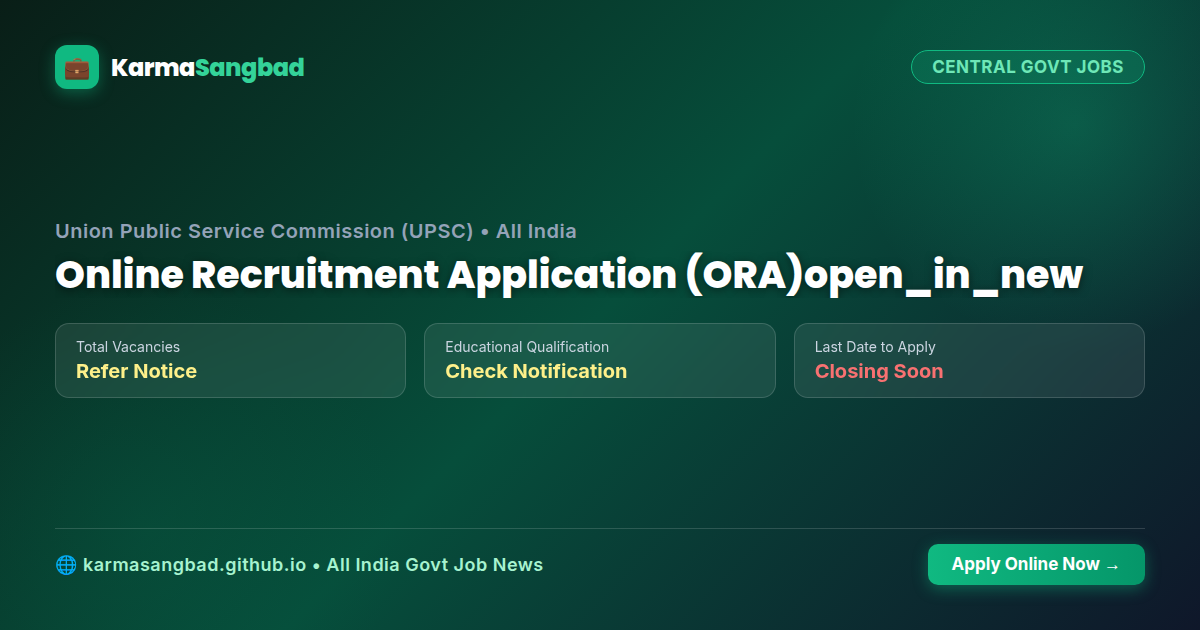 KarmaSangbad
CENTRAL GOVT JOBS
Union Public Service Commission (UPSC) • All India
Online Recruitment Application (ORA)open_in_new
Total Vacancies
Refer Notice
Educational Qualification
Check Notification
Last Date to Apply
Closing Soon
karmasangbad.github.io • All India Govt Job News
Apply Online Now →